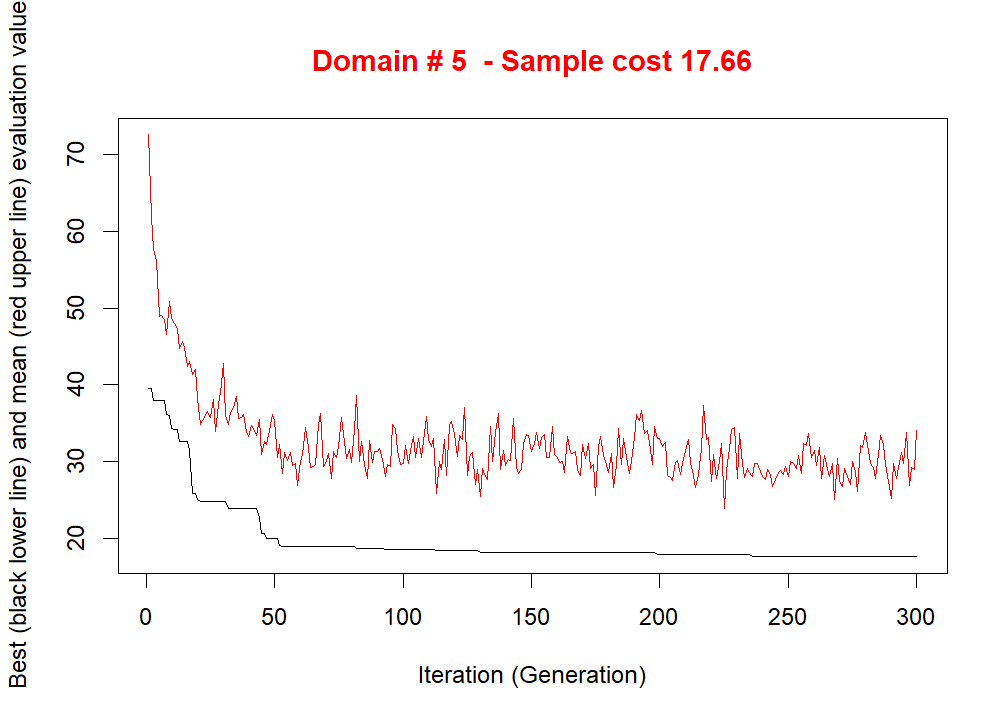 Domain # 5  - Sample cost 17.66
Best (black lower line) and mean (red upper line) evaluation value
70
60
50
40
30
20
0 50 100 150 200 250 300
Iteration (Generation)